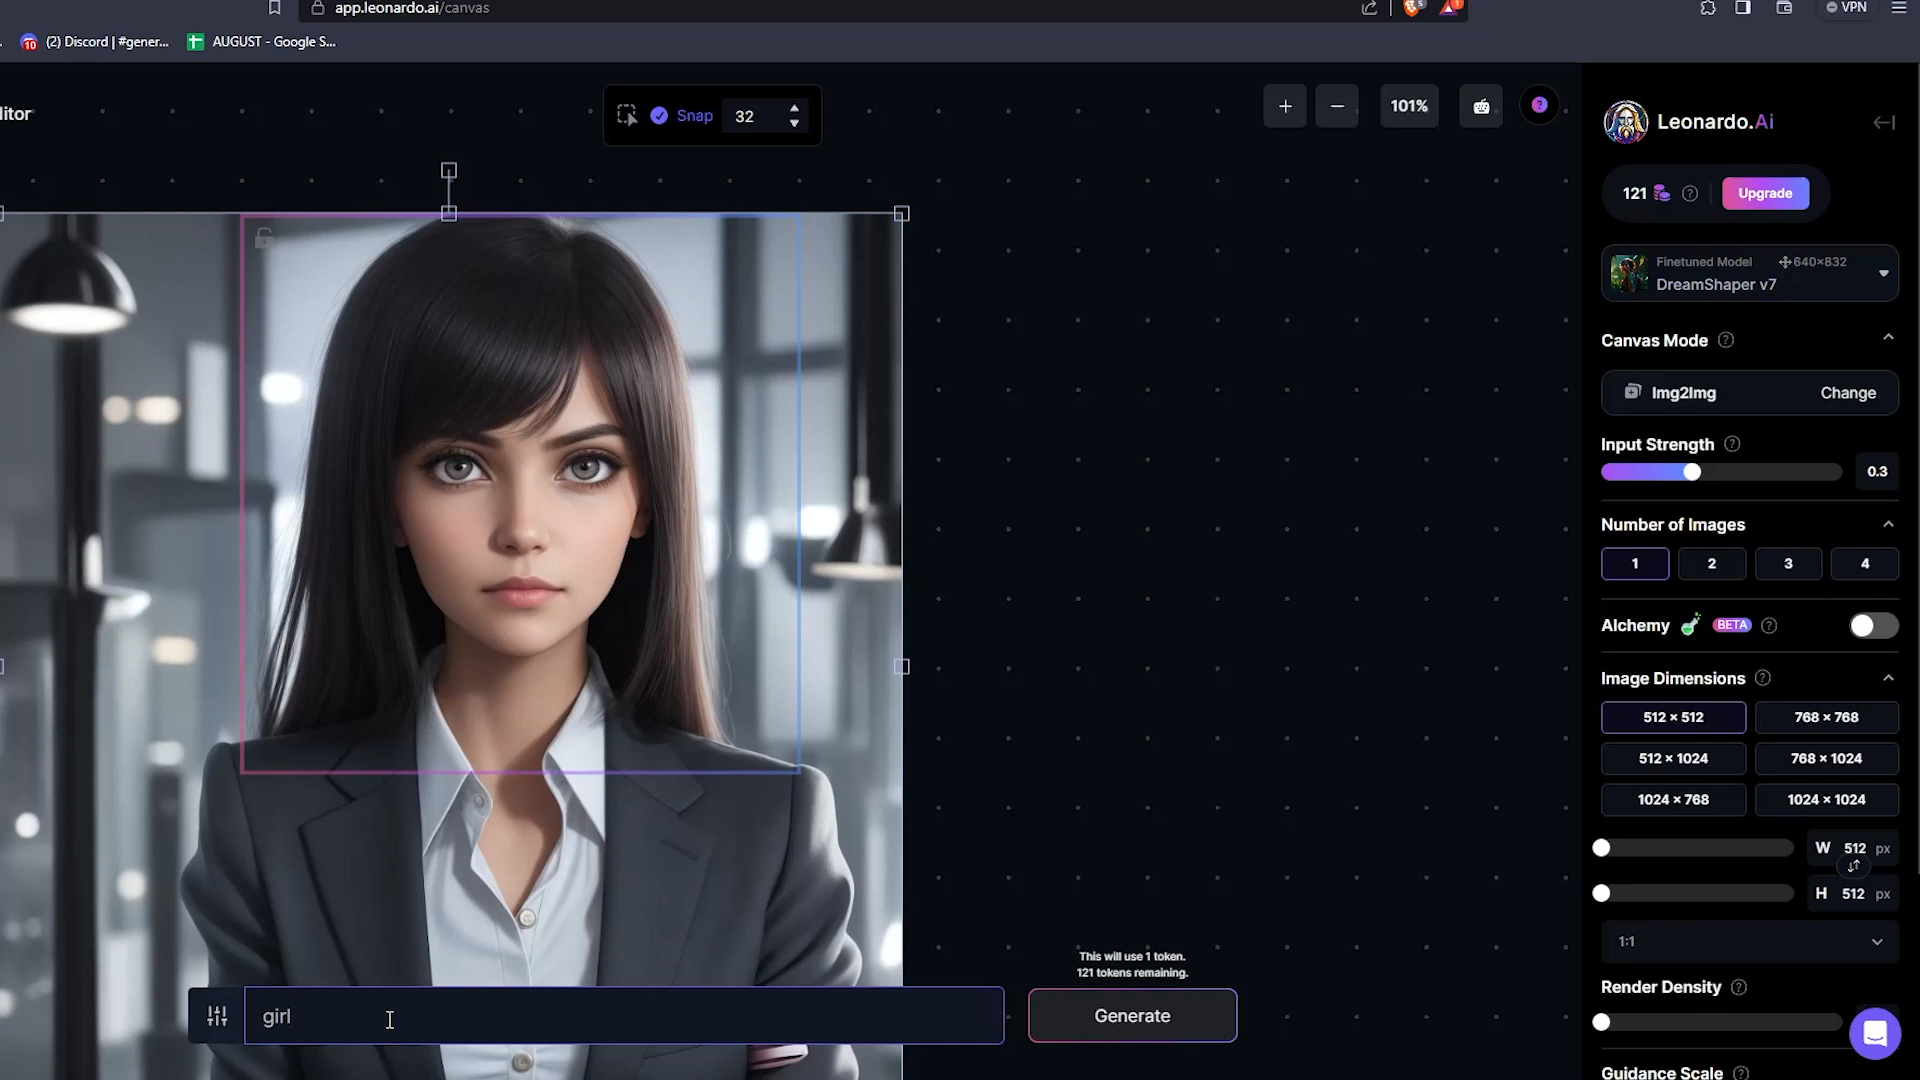 app.leonardo.ai/canvas
VPN
(2) Discord | #gener...
AUGUST - Google S...
ditor
Snap
32
101%
Leonardo.Ai
121
Upgrade
Finetuned Model
640×832
DreamShaper v7
Canvas Mode
Img2Img
Change
Input Strength
0.3
Number of Images
1
2
3
4
Alchemy
BETA
Image Dimensions
512 × 512
768 × 768
512 × 1024
768 × 1024
1024 × 768
1024 × 1024
W 512 px
H 512 px
1:1
This will use 1 token.
121 tokens remaining.
girl
Generate
Render Density
Guidance Scale